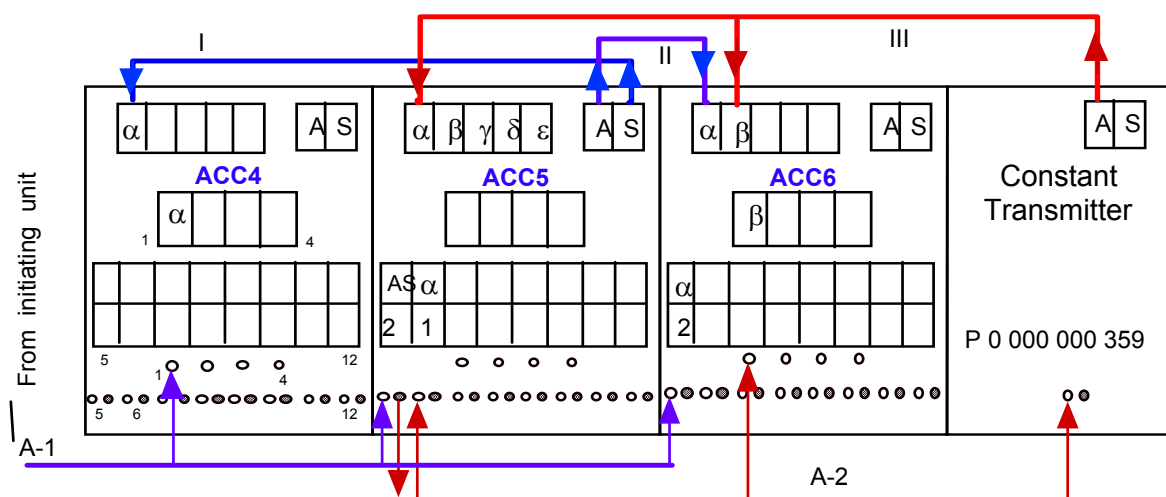 I
II
III
α
A S
α β γ δ ε
A S
α β
A S
A S
ACC4
ACC5
ACC6
Constant
Transmitter
α
1
4
β
AS α
2 1
α
2
P 0 000 000 359
5
12
1
4
5
6
12
From initiating unit
A-1
A-2